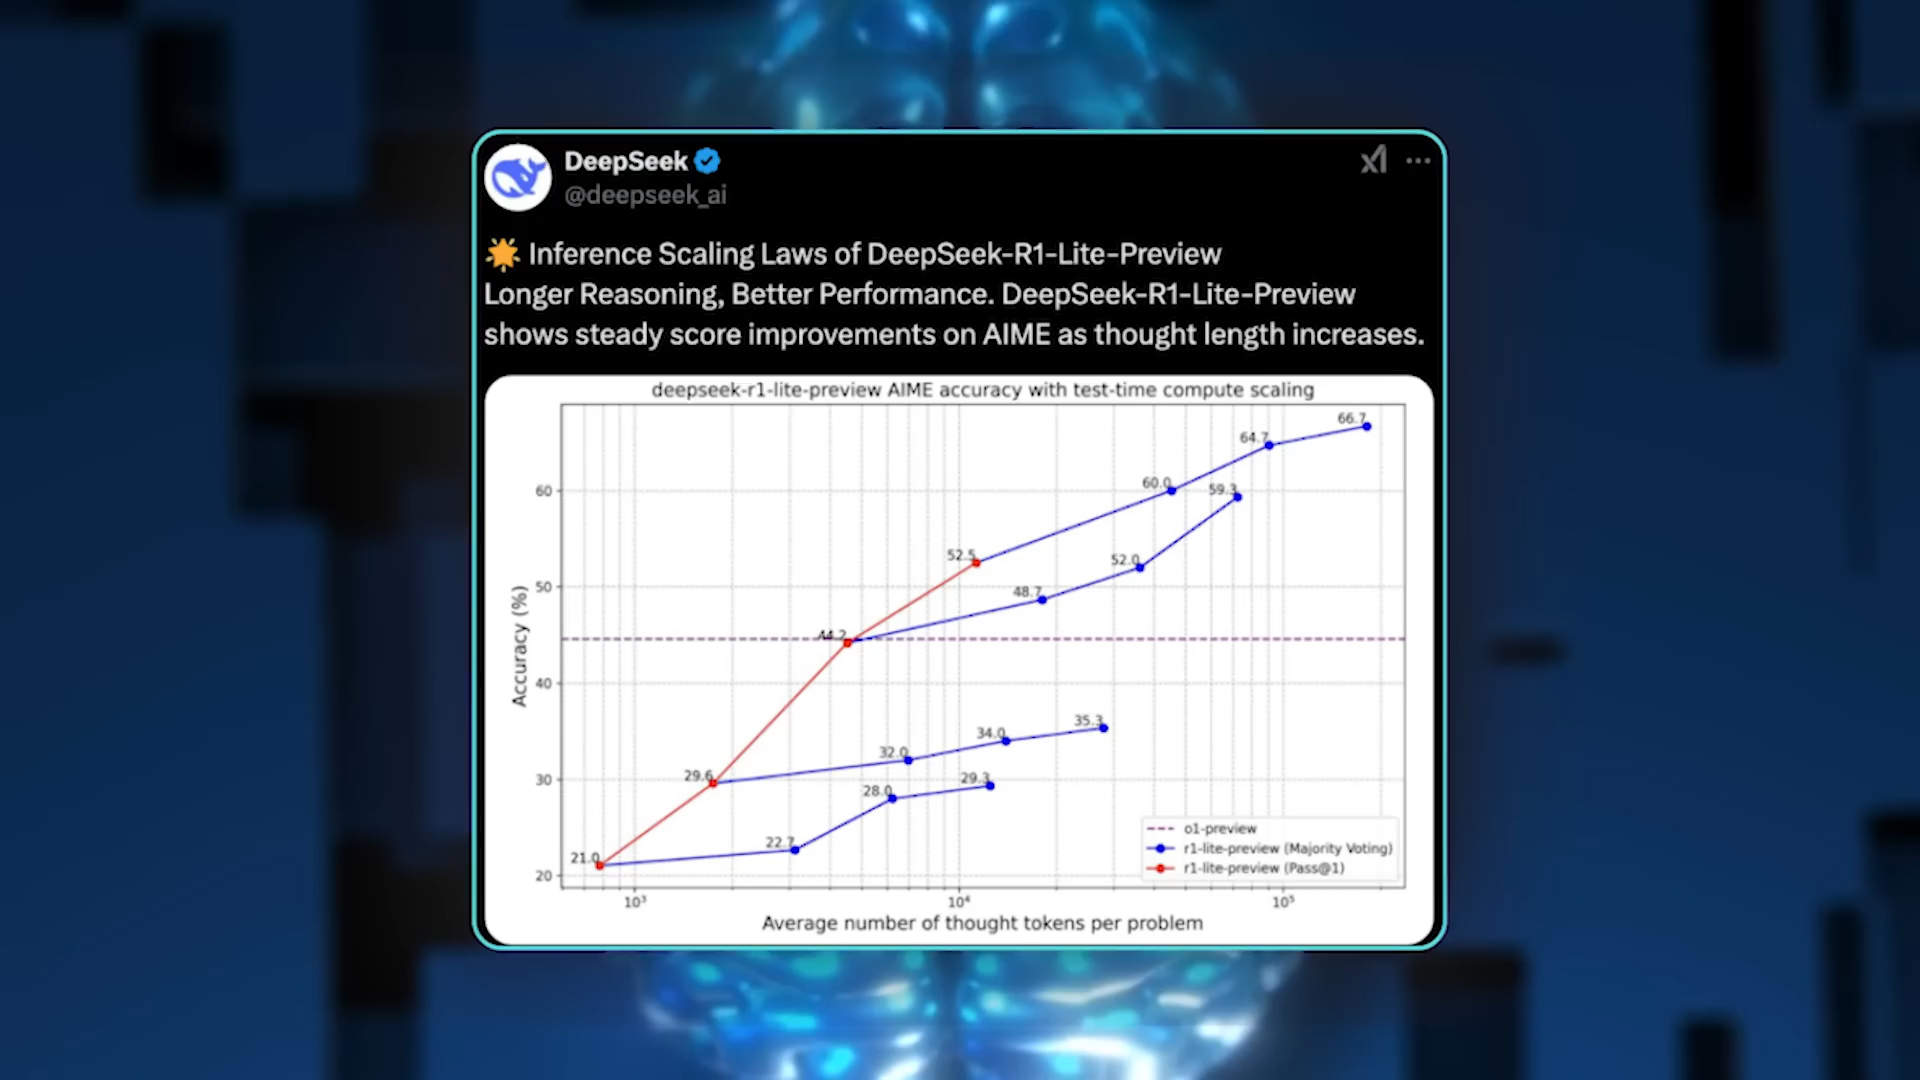 DeepSeek
@deepseek_ai
Inference Scaling Laws of DeepSeek-R1-Lite-Preview
Longer Reasoning, Better Performance. DeepSeek-R1-Lite-Preview
shows steady score improvements on AIME as thought length increases.
deepseek-r1-lite-preview AIME accuracy with test-time compute scaling
66.7
64.7
60.0
59.3
60
52.5
52.0
50
48.7
44.2
40
35.3
34.0
32.0
29.6
30
29.3
28.0
22.7
21.0
20
Accuracy (%)
o1-preview
r1-lite-preview (Majority Voting)
r1-lite-preview (Pass@1)
10³
10⁴
10⁵
Average number of thought tokens per problem